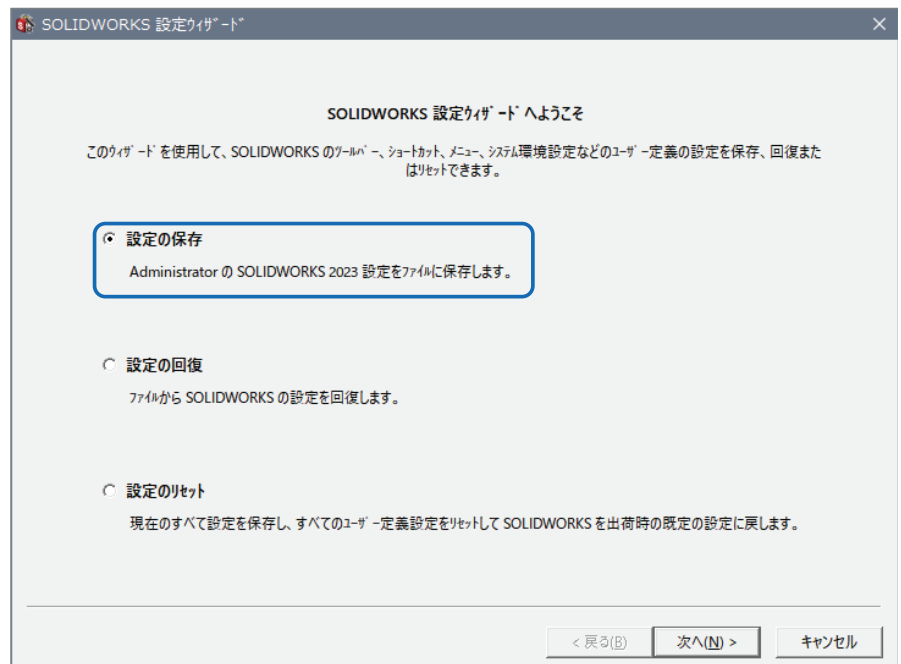 SOLIDWORKS 設定ｳｨｻﾞｰﾄﾞ
SOLIDWORKS 設定ｳｨｻﾞｰﾄﾞへようこそ
このｳｨｻﾞｰﾄﾞを使用して、SOLIDWORKS のﾂｰﾙﾊﾞｰ、ｼｮｰﾄｶｯﾄ、ﾒﾆｭｰ、ｼｽﾃﾑ環境設定などのﾕｰｻﾞｰ定義の設定を保存、回復また
はﾘｾｯﾄできます。
設定の保存
Administrator の SOLIDWORKS 2023 設定をﾌｧｲﾙに保存します。
設定の回復
ﾌｧｲﾙから SOLIDWORKS の設定を回復します。
設定のﾘｾｯﾄ
現在のすべて設定を保存し、すべてのﾕｰｻﾞｰ定義設定をﾘｾｯﾄして SOLIDWORKS を出荷時の既定の設定に戻します。
< 戻る(B) 次へ(N) > キャンセル